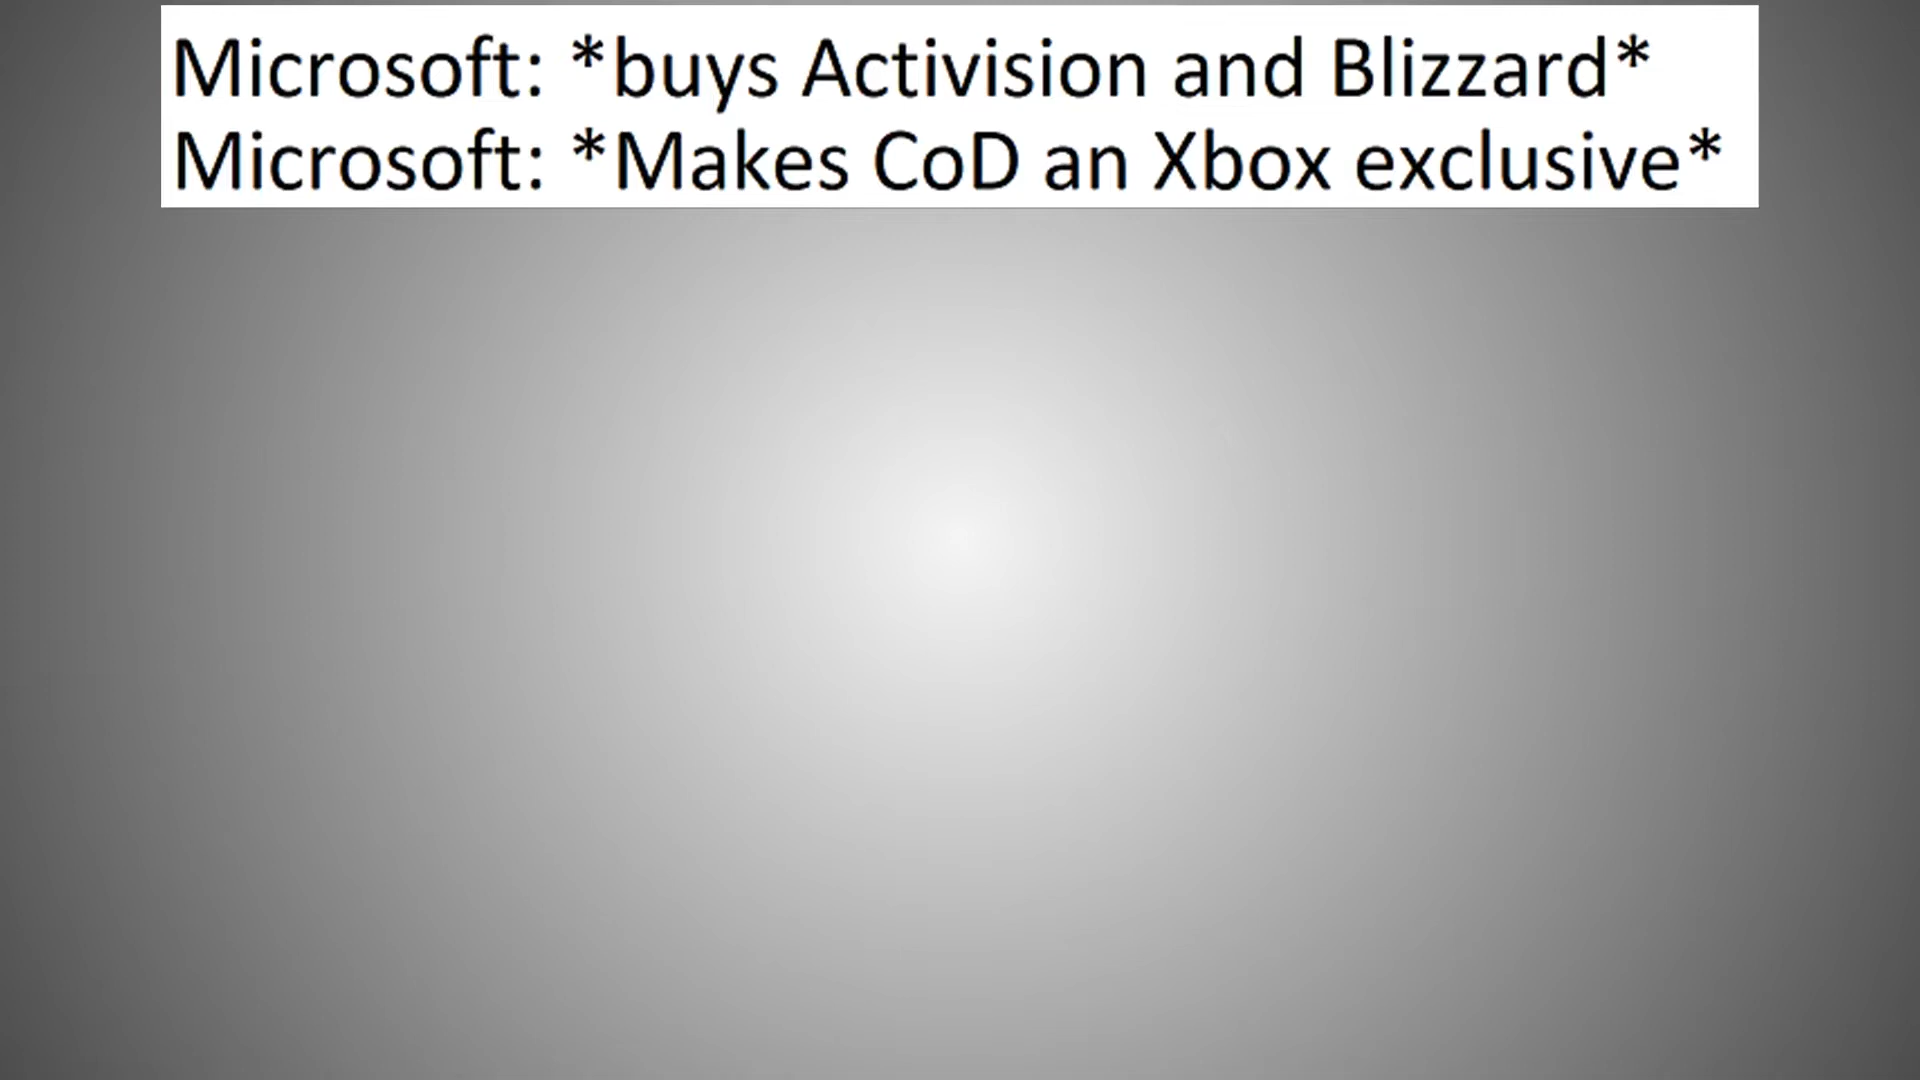 Microsoft: *buys Activision and Blizzard*
Microsoft: *Makes CoD an Xbox exclusive*